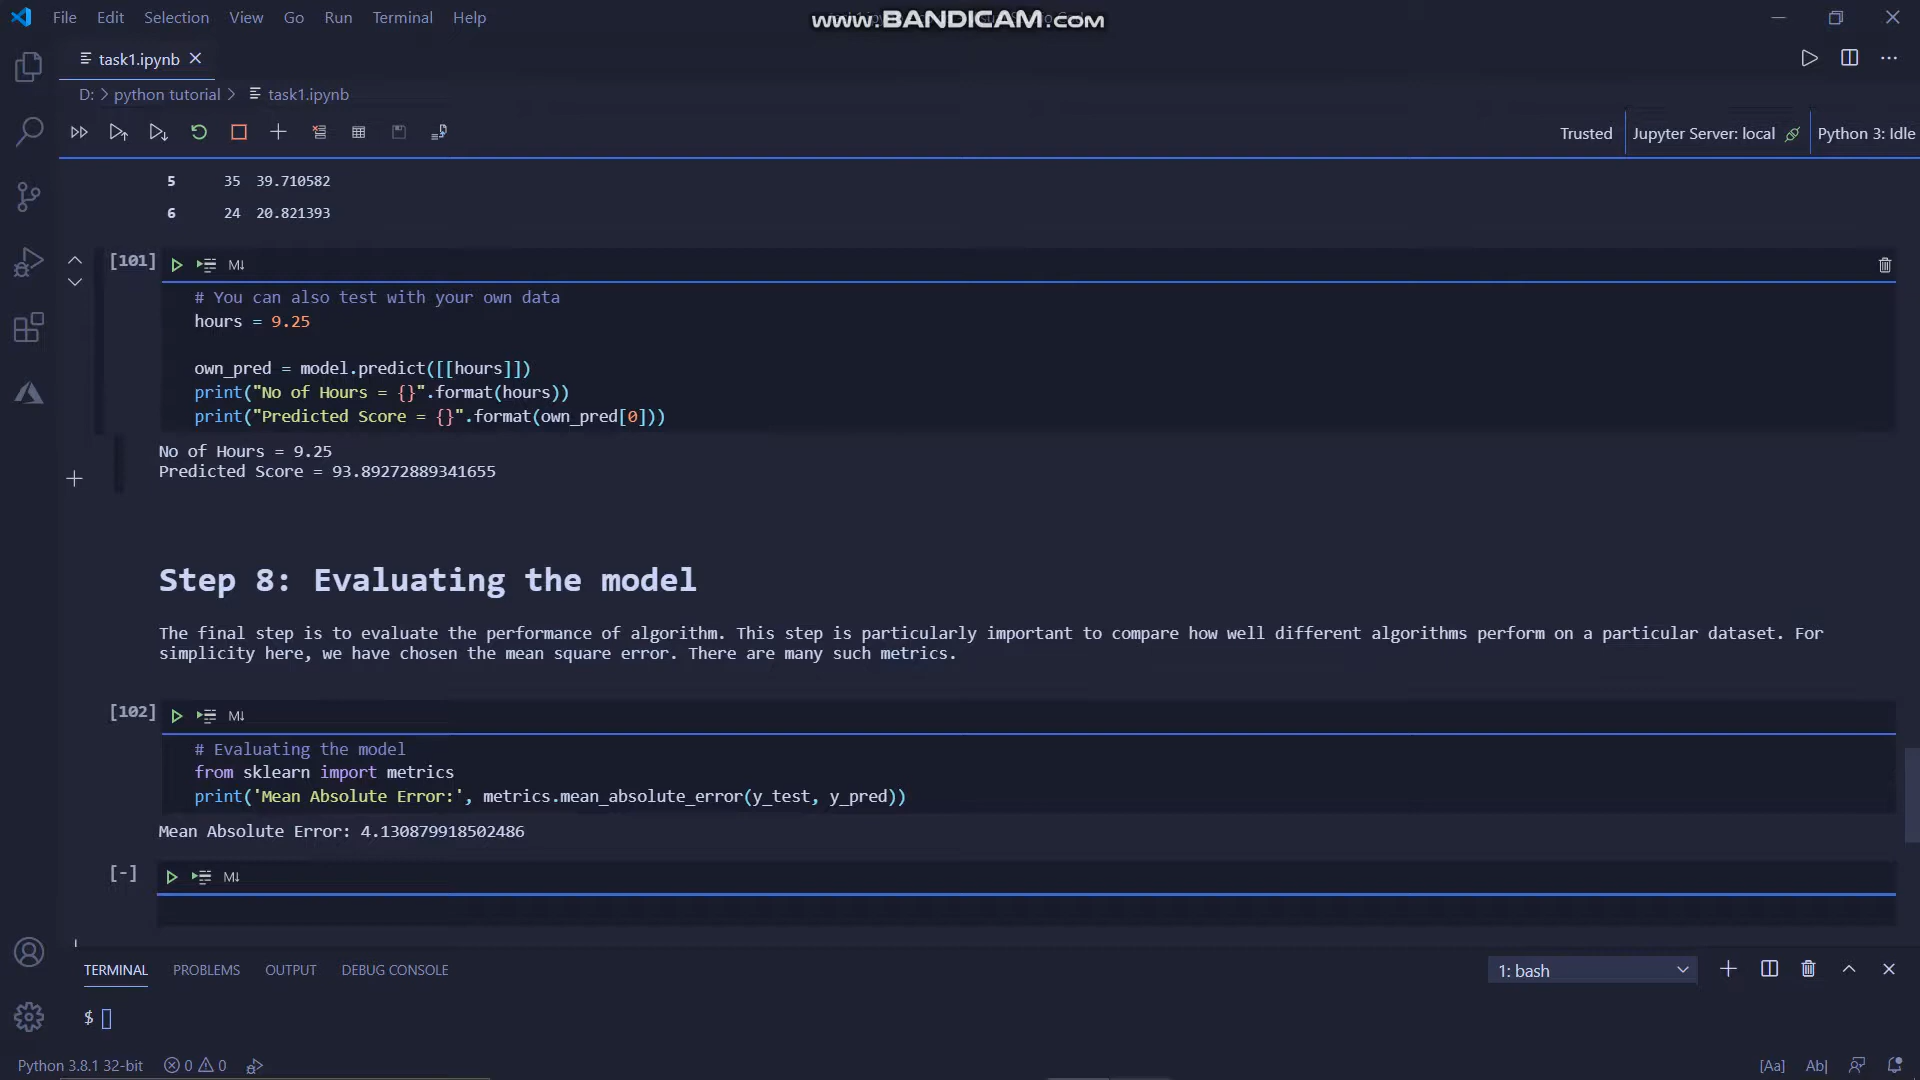 File Edit Selection View Go Run Terminal Help
www.BANDICAM.com
task1.ipynb
D: > python tutorial > task1.ipynb
Trusted Jupyter Server: local Python 3: Idle
5 35 39.710582
6 24 20.821393
[101] M↓
# You can also test with your own data
hours = 9.25
own_pred = model.predict([[hours]])
print("No of Hours = {}".format(hours))
print("Predicted Score = {}".format(own_pred[0]))
No of Hours = 9.25
Predicted Score = 93.89272889341655
Step 8: Evaluating the model
The final step is to evaluate the performance of algorithm. This step is particularly important to compare how well different algorithms perform on a particular dataset. For
simplicity here, we have chosen the mean square error. There are many such metrics.
[102] M↓
# Evaluating the model
from sklearn import metrics
print('Mean Absolute Error:', metrics.mean_absolute_error(y_test, y_pred))
Mean Absolute Error: 4.130879918502486
[-] M↓
TERMINAL PROBLEMS OUTPUT DEBUG CONSOLE 1: bash
$
Python 3.8.1 32-bit 0 0 [Aa] Ab|